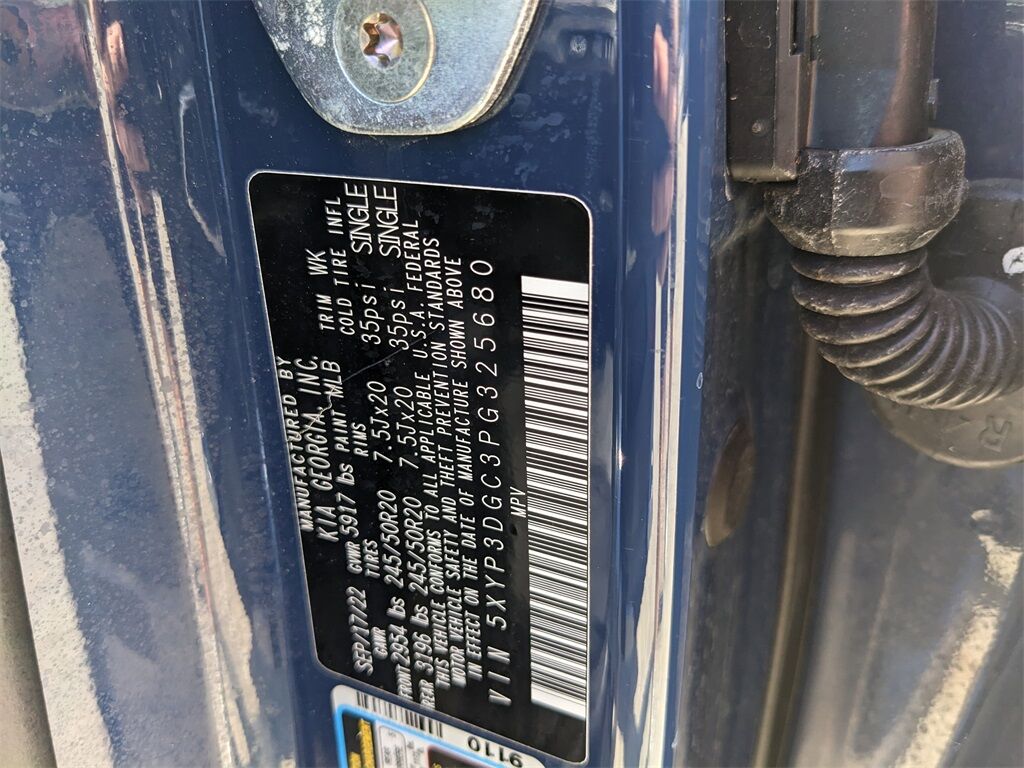 MANUFACTURED BY
KIA GEORGIA, INC.
SEP/17/22 GVWR 5917 lbs PAINT MLB TRIM WK
GAWR TIRES RIMS COLD TIRE INFL
FRONT 2954 lbs 245/50R20 7.5Jx20 35psi SINGLE
REAR 3796 lbs 245/50R20 7.5Jx20 35psi SINGLE
THIS VEHICLE CONFORMS TO ALL APPLICABLE U.S.A. FEDERAL
MOTOR VEHICLE SAFETY AND THEFT PREVENTION STANDARDS
IN EFFECT ON THE DATE OF MANUFACTURE SHOWN ABOVE
VIN 5XYP3DGC3PG325680
MPV
9110